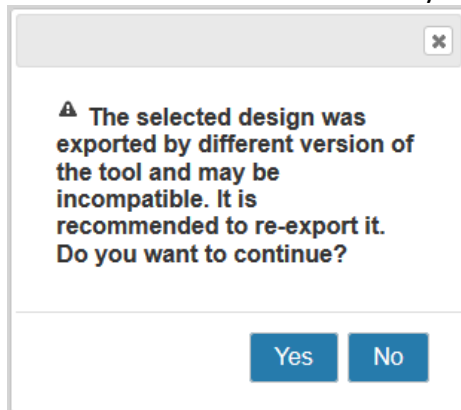 The selected design was
exported by different version of
the tool and may be
incompatible. It is
recommended to re-export it.
Do you want to continue?
Yes No